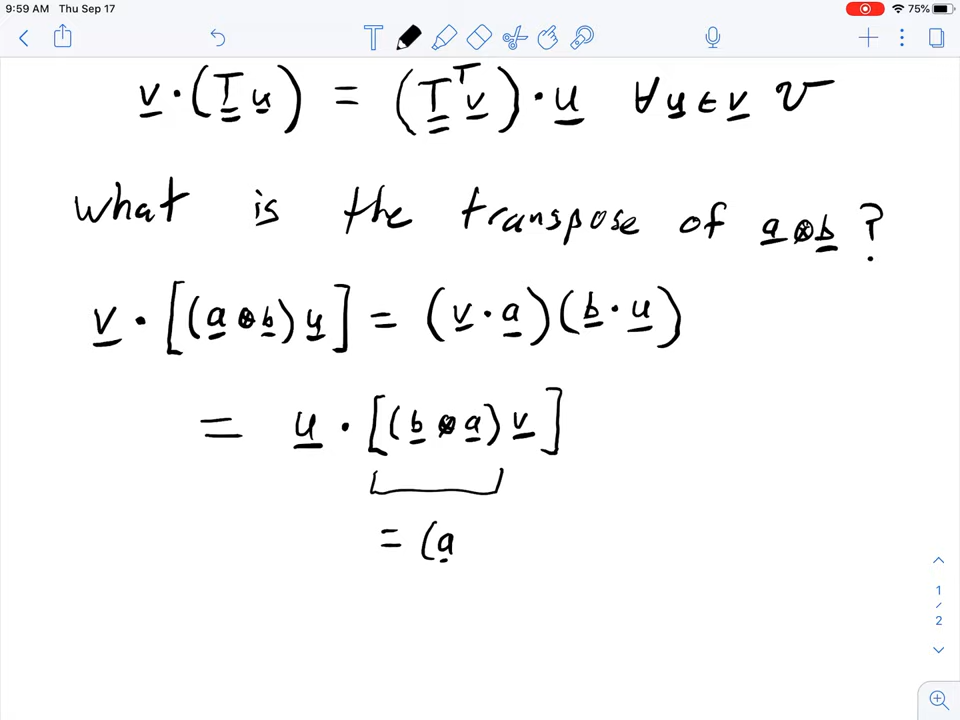 9:59 AM Thu Sep 17 75%
v · (T u) = (Tᵀ v) · u ∀ u ∈ v V
What is the transpose of a ⊗ b ?
v · [(a ⊗ b) u] = (v · a)(b · u)
= u · [(b ⊗ a) v]
= (a
1
/
2